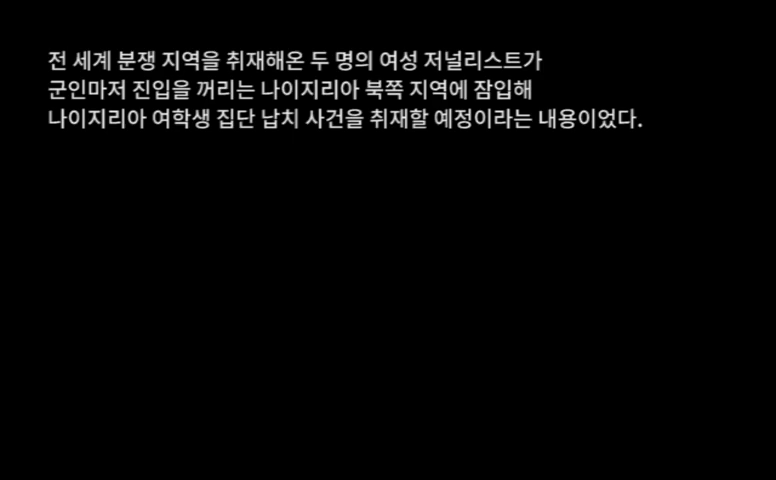 전 세계 분쟁 지역을 취재해온 두 명의 여성 저널리스트가
군인마저 진입을 꺼리는 나이지리아 북쪽 지역에 잠입해
나이지리아 여학생 집단 납치 사건을 취재할 예정이라는 내용이었다.